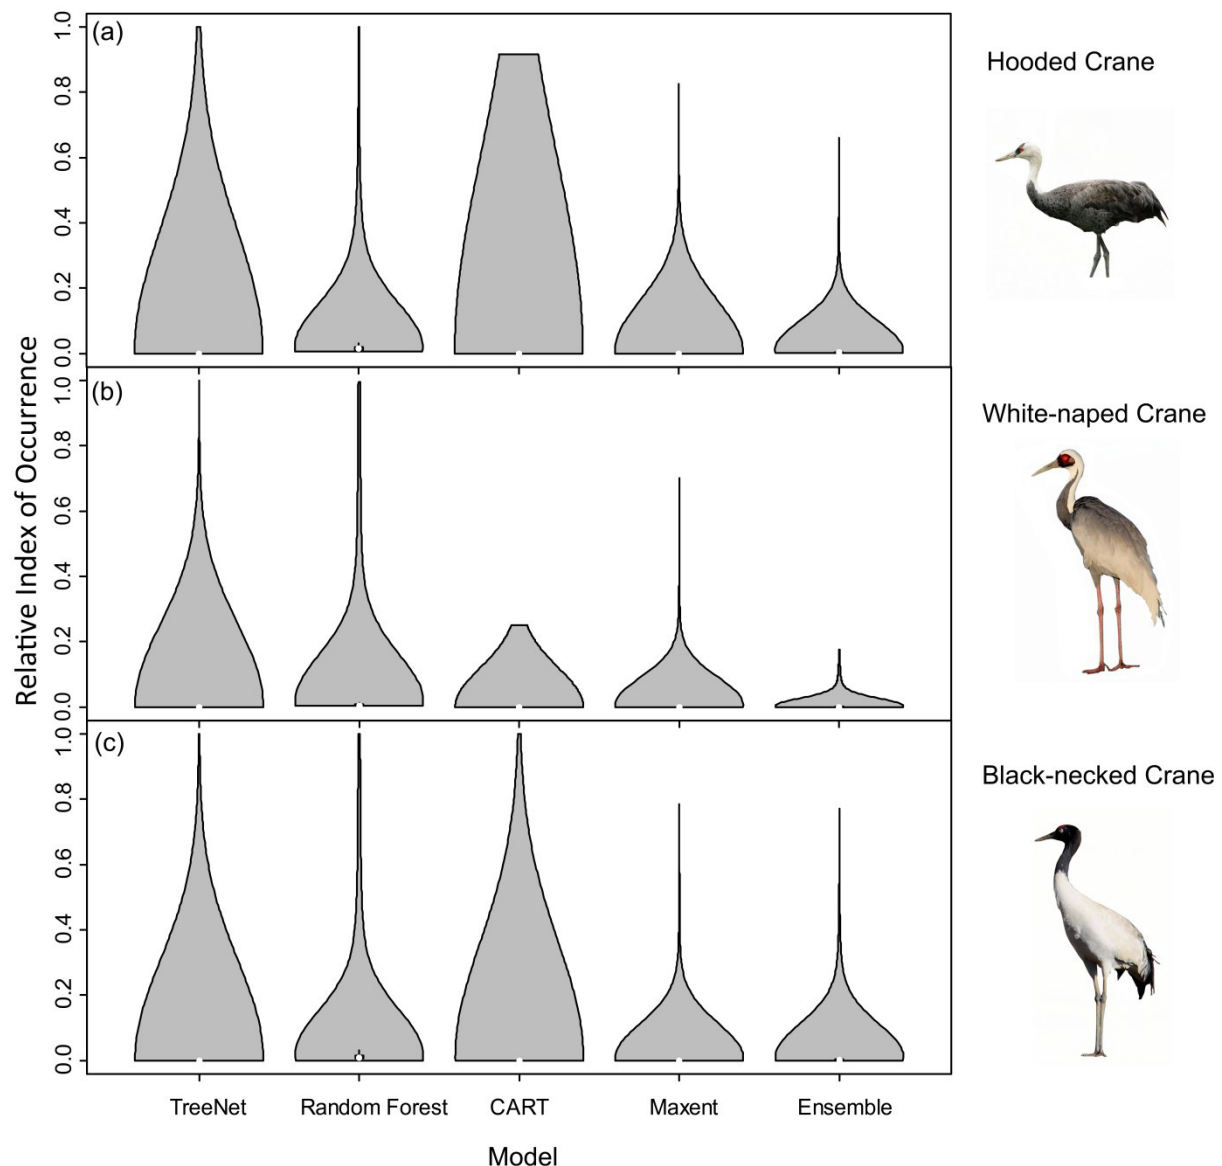 (a)
1.0
0.8
0.6
0.4
0.2
0.0
Hooded Crane
(b)
1.0
0.8
0.6
0.4
0.2
0.0
White-naped Crane
(c)
1.0
0.8
0.6
0.4
0.2
0.0
Black-necked Crane
Relative Index of Occurrence
TreeNet Random Forest CART Maxent Ensemble
Model